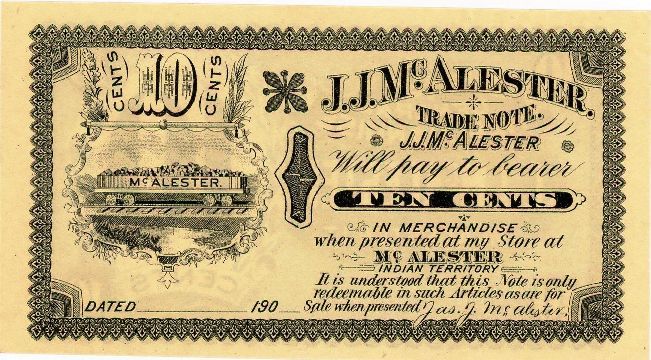 CENTS 10 CENTS
McALESTER.
J.J. McALESTER.
TRADE NOTE.
J.J. McALESTER
Will pay to bearer
TEN CENTS
IN MERCHANDISE
when presented at my Store at
McALESTER
INDIAN TERRITORY
It is understood that this Note is only
redeemable in such Articles as are for
Sale when presented Jas. J. McAlester.
DATED 190